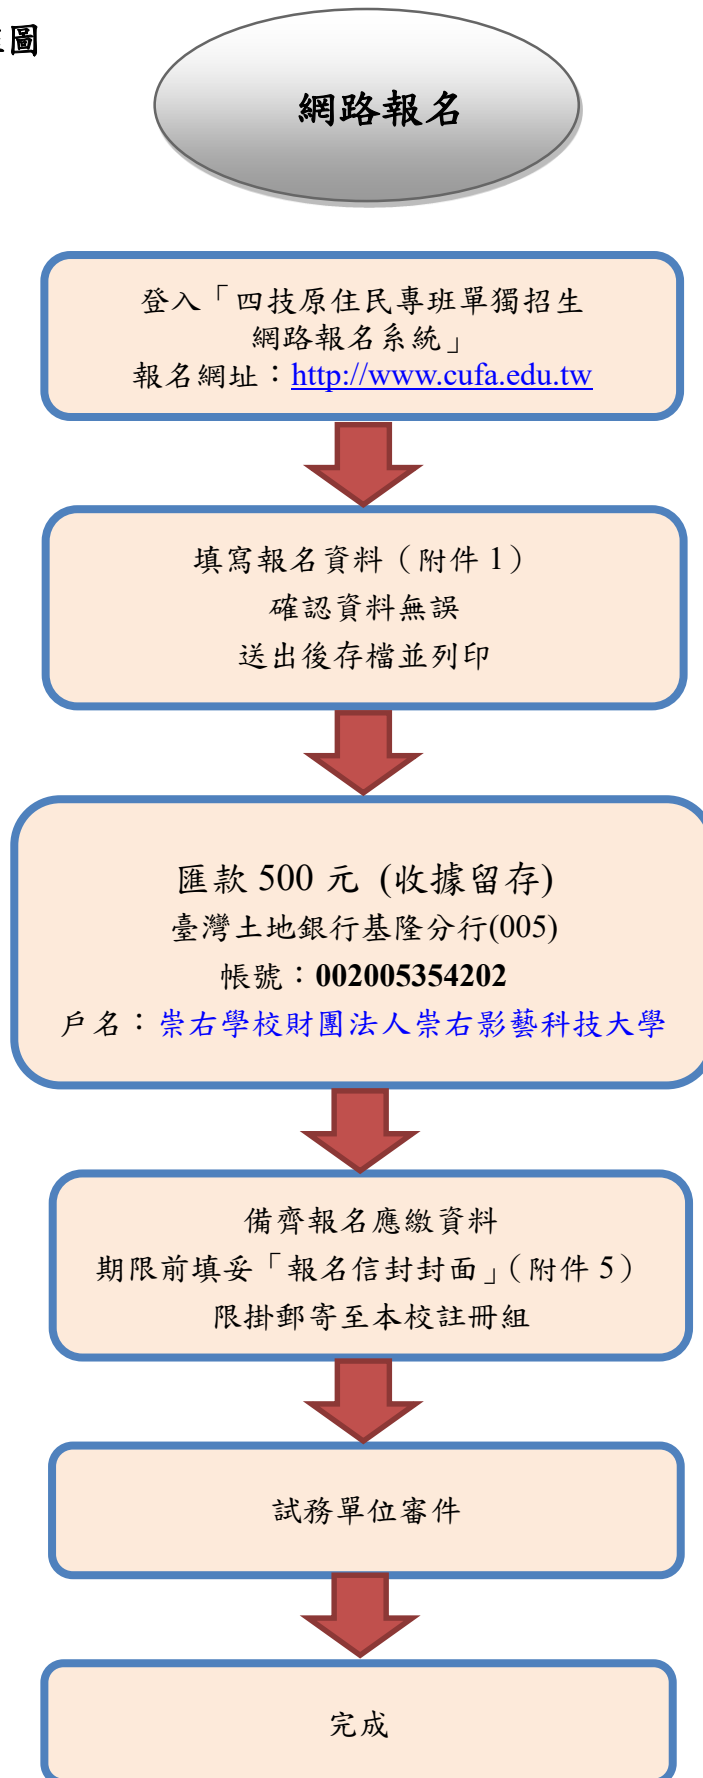 圖
網路報名
登入「四技原住民專班單獨招生
網路報名系統」
報名網址：http://www.cufa.edu.tw
填寫報名資料（附件 1）
確認資料無誤
送出後存檔並列印
匯款 500 元 (收據留存)
臺灣土地銀行基隆分行(005)
帳號：002005354202
戶名：崇右學校財團法人崇右影藝科技大學
備齊報名應繳資料
期限前填妥「報名信封封面」（附件 5）
限掛郵寄至本校註冊組
試務單位審件
完成